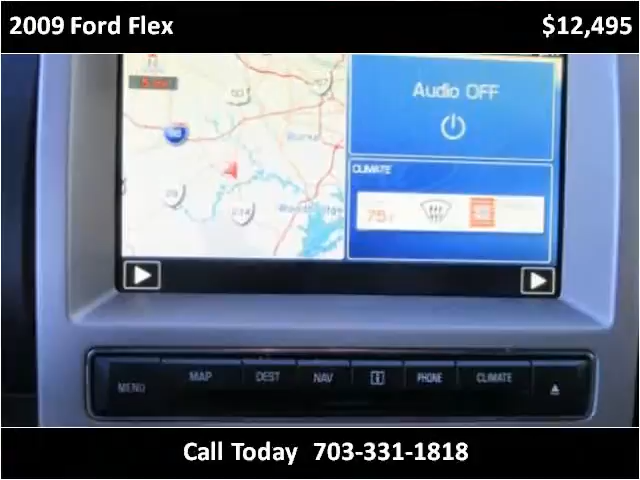 2009 Ford Flex $12,495
Audio OFF
CLIMATE
75
234
MENU MAP DEST NAV i PHONE CLIMATE
Call Today 703-331-1818